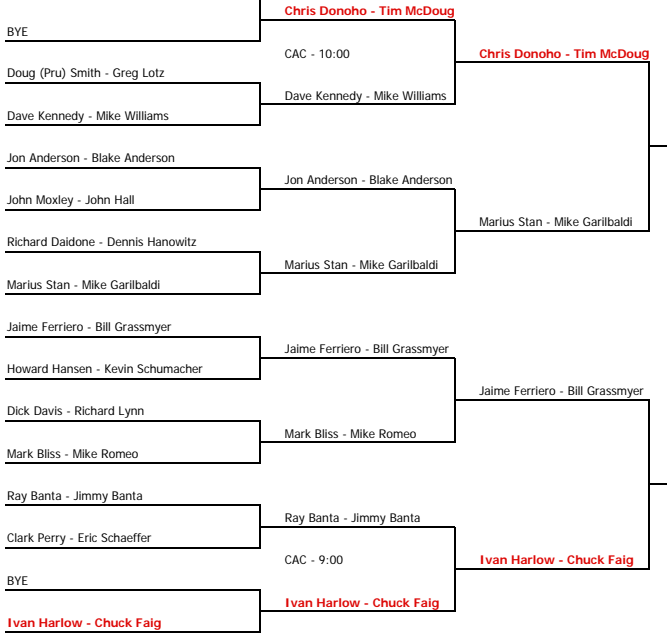 Chris Donoho - Tim McDoug
BYE
CAC - 10:00
Chris Donoho - Tim McDoug
Doug (Pru) Smith - Greg Lotz
Dave Kennedy - Mike Williams
Dave Kennedy - Mike Williams
Jon Anderson - Blake Anderson
Jon Anderson - Blake Anderson
John Moxley - John Hall
Marius Stan - Mike Garilbaldi
Richard Daidone - Dennis Hanowitz
Marius Stan - Mike Garilbaldi
Marius Stan - Mike Garilbaldi
Jaime Ferriero - Bill Grassmyer
Jaime Ferriero - Bill Grassmyer
Howard Hansen - Kevin Schumacher
Jaime Ferriero - Bill Grassmyer
Dick Davis - Richard Lynn
Mark Bliss - Mike Romeo
Mark Bliss - Mike Romeo
Ray Banta - Jimmy Banta
Ray Banta - Jimmy Banta
Clark Perry - Eric Schaeffer
CAC - 9:00
Ivan Harlow - Chuck Faig
BYE
Ivan Harlow - Chuck Faig
Ivan Harlow - Chuck Faig